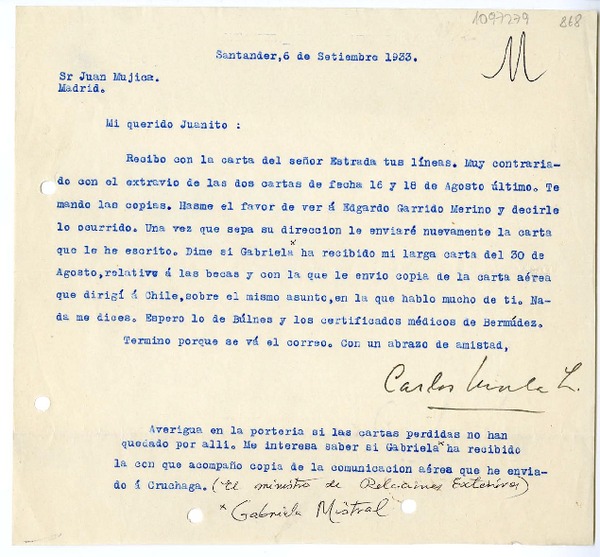 1097279 868
M
Santander,6 de Setiembre 1933.
Sr Juan Mujica.
Madrid.
Mi querido Juanito :
Recibo con la carta del señor Estrada tus líneas. Muy contraria-
do con el extravio de las dos cartas de fecha 16 y 18 de Agosto último. Te
mando las copias. Hasme el favor de ver á Edgardo Garrido Merino y decirle
lo ocurrido. Una vez que sepa su direccion le enviaré nuevamente la carta
que le he escrito. Dime si Gabriela* ha recibido mi larga carta del 30 de
Agosto,relative á las becas y con la que le envio copia de la carta aérea
que dirigí á Chile,sobre el mismo asunto,en la que hablo mucho de ti. Na-
da me dices. Espero lo de Búlnes y los certificados médicos de Bermúdez.
Termino porque se vá el correo. Con un abrazo de amistad,
Carlos Morla L.
Averigua en la porteria si las cartas perdidas no han
quedado por alli. Me interesa saber si Gabriela* ha recibido
la con que acompaño copia de la comunicacion aérea que he envia-
do á Cruchaga. (El ministro de Relaciones Exteriores)
* Gabriela Mistral